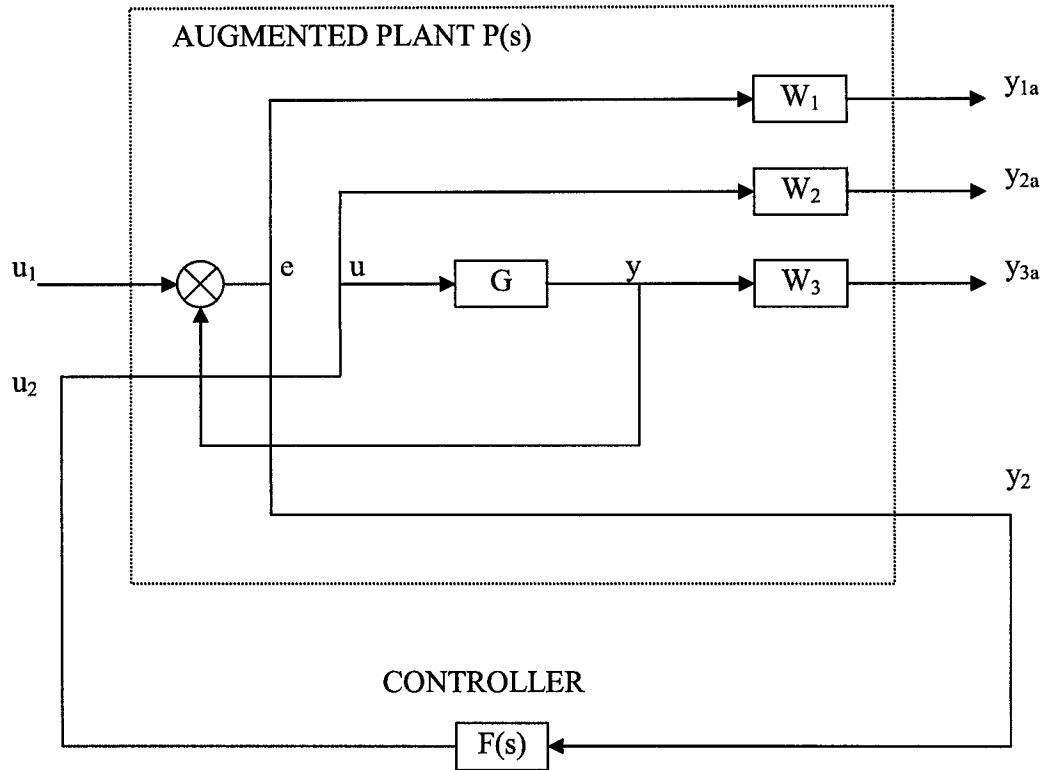 AUGMENTED PLANT P(s)
W₁
y₁ₐ
W₂
y₂ₐ
u₁
e
u
G
y
W₃
y₃ₐ
u₂
y₂
CONTROLLER
F(s)